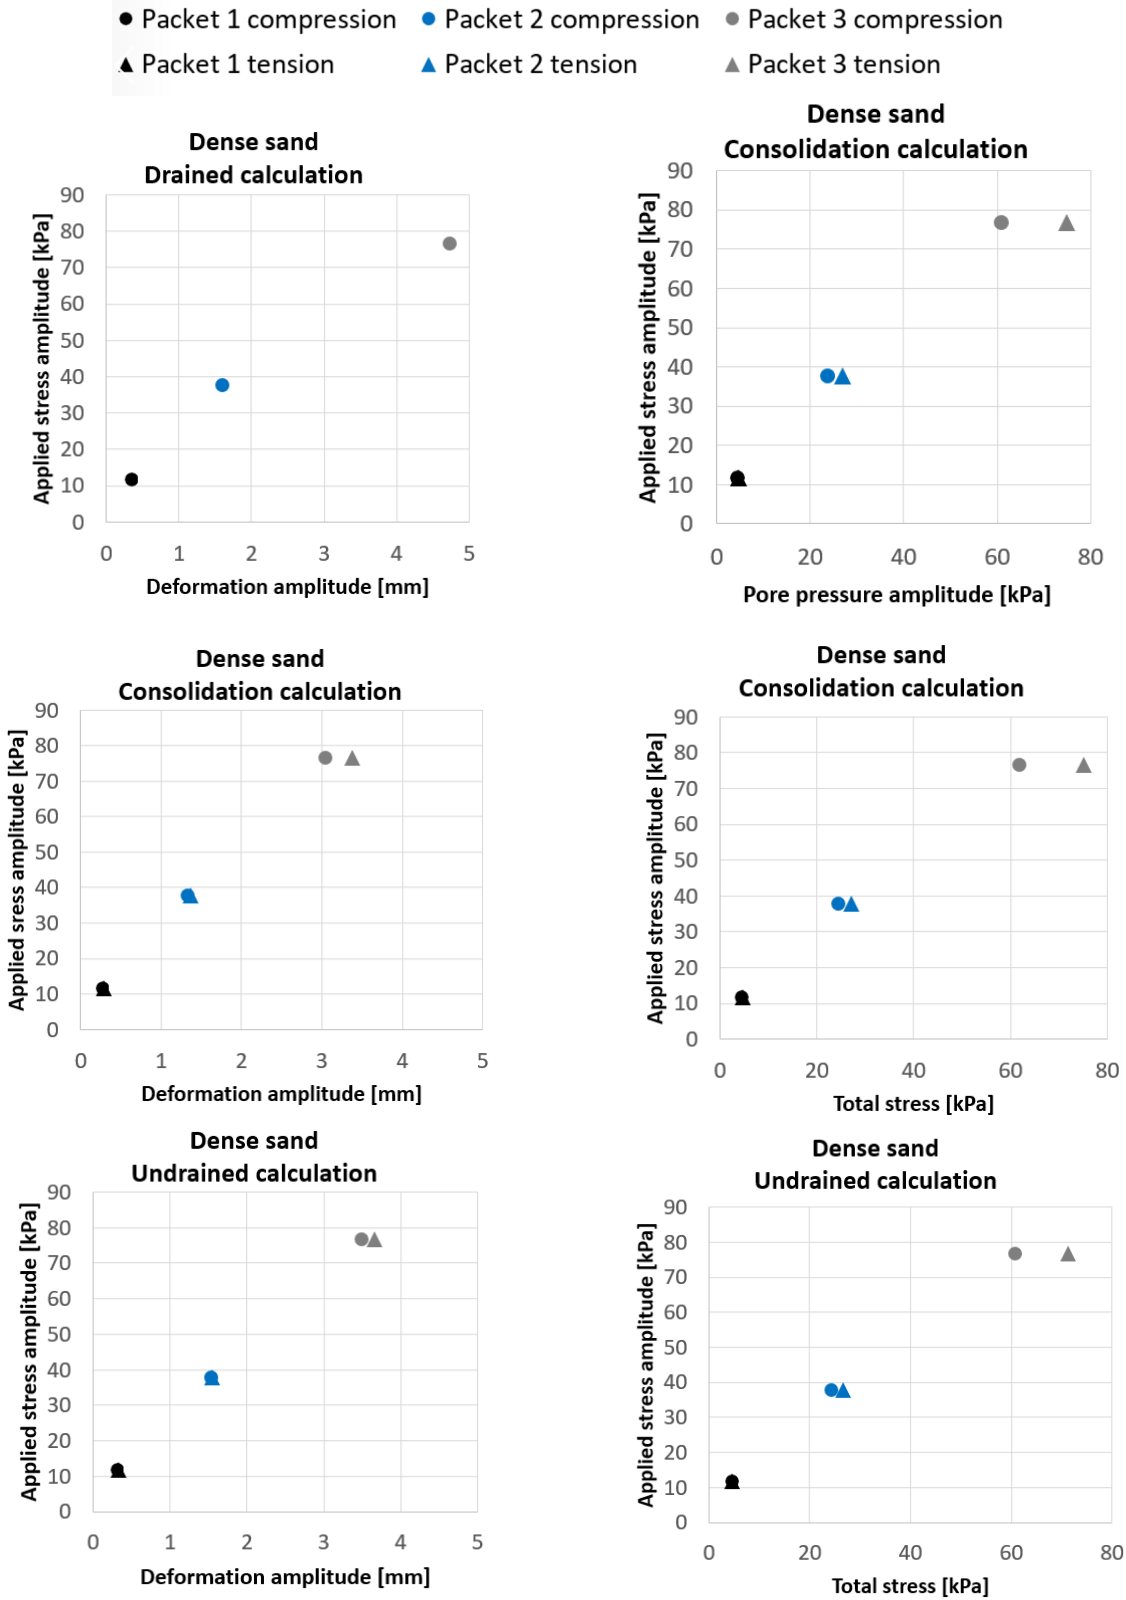 Packet 1 compression Packet 2 compression Packet 3 compression
Packet 1 tension Packet 2 tension Packet 3 tension
Dense sand
Drained calculation
Applied stress amplitude [kPa]
90
80
70
60
50
40
30
20
10
0
0 1 2 3 4 5
Deformation amplitude [mm]
Dense sand
Consolidation calculation
Applied stress amplitude [kPa]
90
80
70
60
50
40
30
20
10
0
0 20 40 60 80
Pore pressure amplitude [kPa]
Dense sand
Consolidation calculation
Applied sress amplitude [kPa]
90
80
70
60
50
40
30
20
10
0
0 1 2 3 4 5
Deformation amplitude [mm]
Dense sand
Consolidation calculation
Applied stress amplitude [kPa]
90
80
70
60
50
40
30
20
10
0
0 20 40 60 80
Total stress [kPa]
Dense sand
Undrained calculation
Applied stress amplitude [kPa]
90
80
70
60
50
40
30
20
10
0
0 1 2 3 4 5
Deformation amplitude [mm]
Dense sand
Undrained calculation
Applied stress amplitude [kPa]
90
80
70
60
50
40
30
20
10
0
0 20 40 60 80
Total stress [kPa]